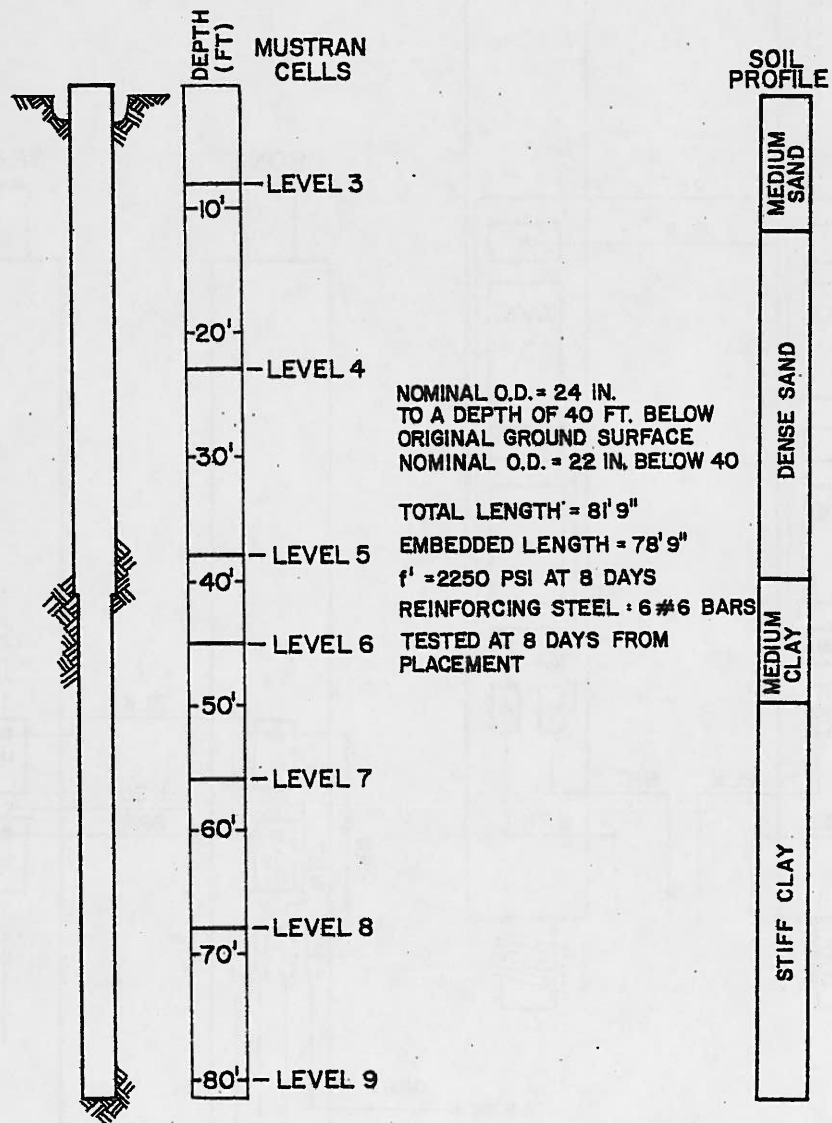 DEPTH
(FT)
MUSTRAN
CELLS
SOIL
PROFILE
LEVEL 3
10'
20'
LEVEL 4
30'
LEVEL 5
40'
LEVEL 6
50'
LEVEL 7
60'
LEVEL 8
70'
80'
LEVEL 9
NOMINAL O.D. = 24 IN.
TO A DEPTH OF 40 FT. BELOW
ORIGINAL GROUND SURFACE
NOMINAL O.D. = 22 IN. BELOW 40
TOTAL LENGTH = 81'9"
EMBEDDED LENGTH = 78'9"
f' = 2250 PSI AT 8 DAYS
REINFORCING STEEL : 6 #6 BARS
TESTED AT 8 DAYS FROM
PLACEMENT
MEDIUM
SAND
DENSE SAND
MEDIUM
CLAY
STIFF CLAY